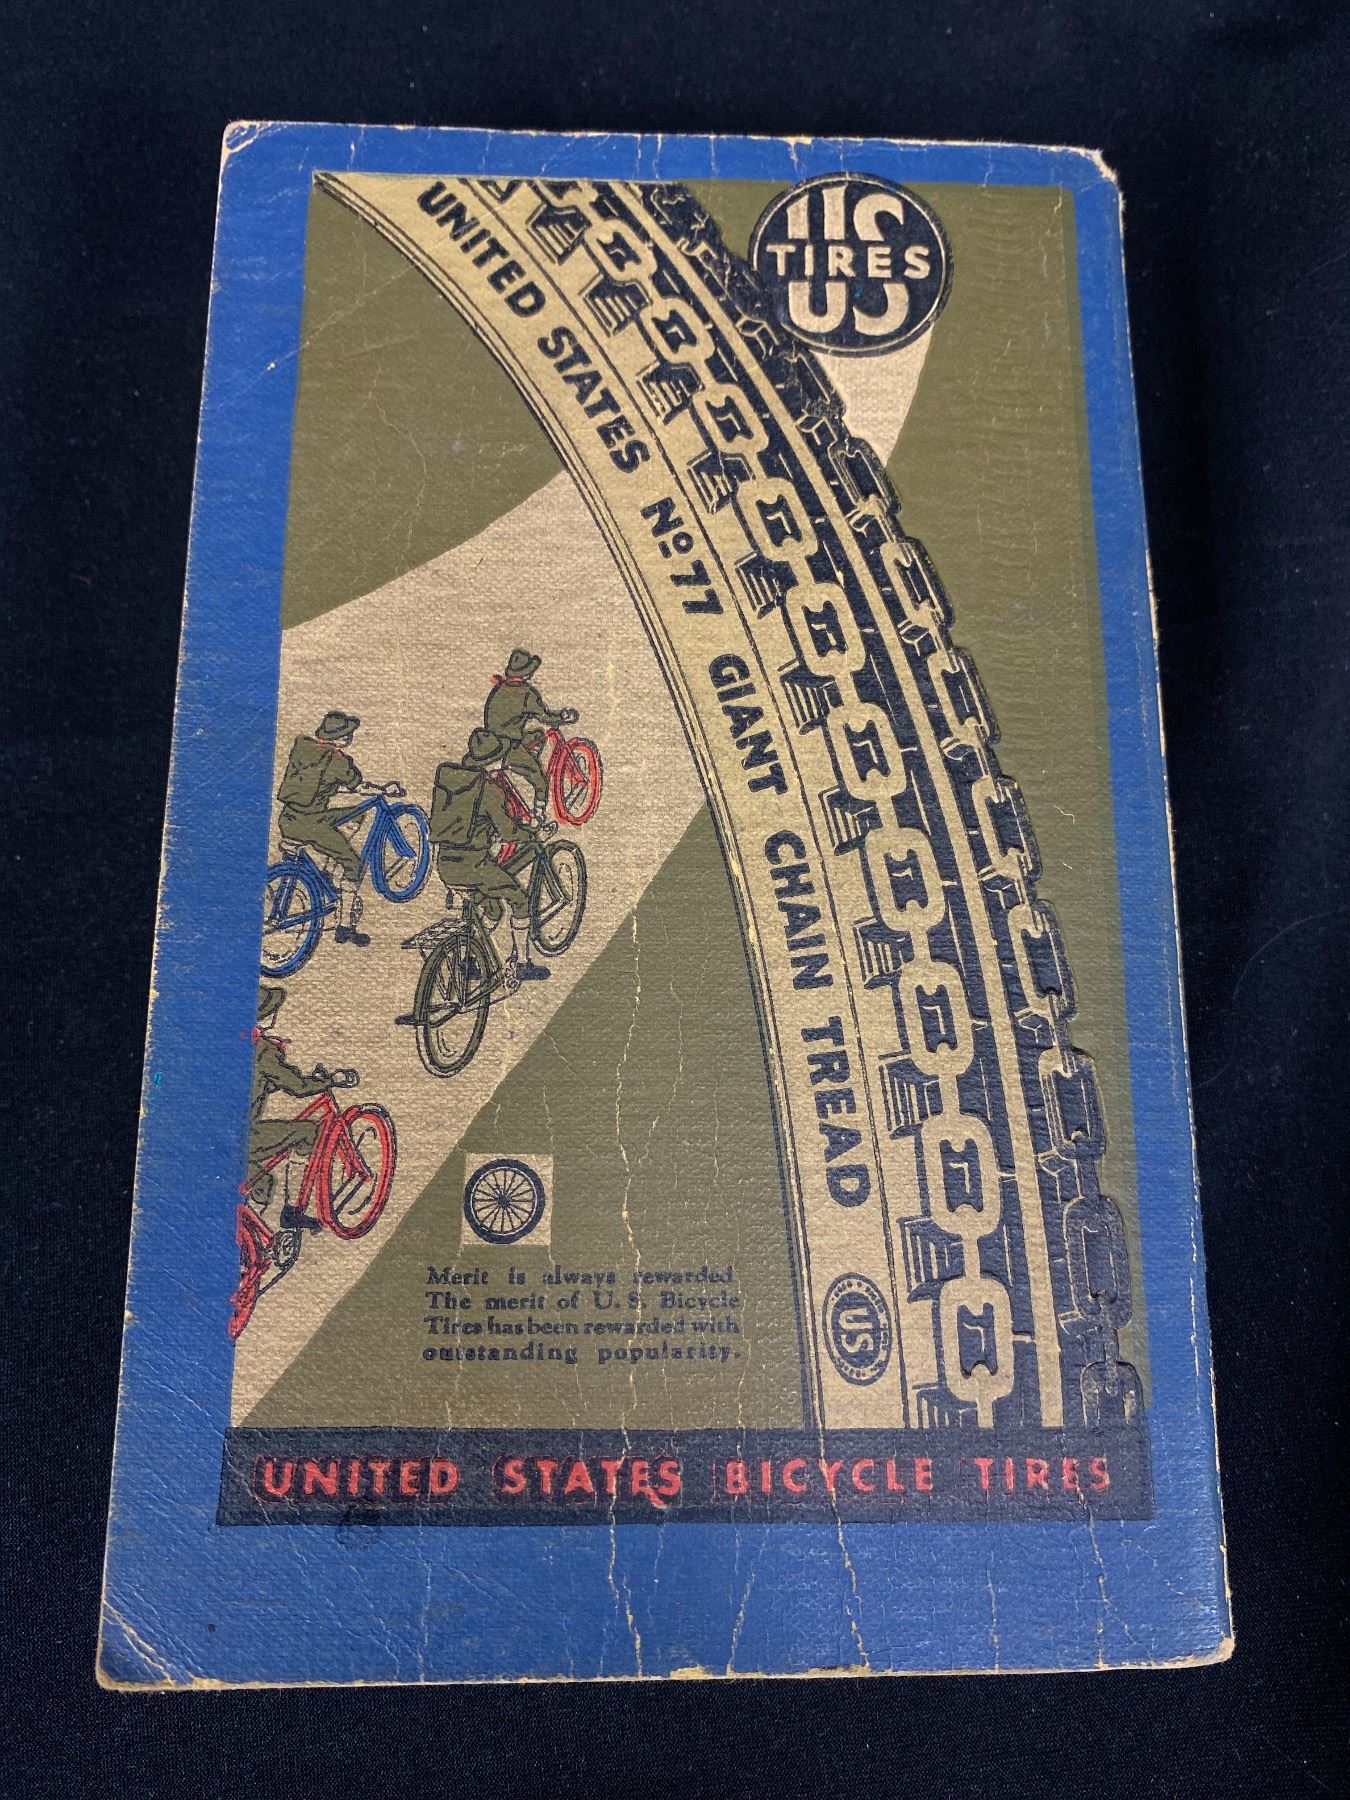 US
TIRES
UNITED STATES No 77 GIANT CHAIN TREAD
Merit is always rewarded
The merit of U. S. Bicycle
Tires has been rewarded with
outstanding popularity.
US
UNITED STATES BICYCLE TIRES